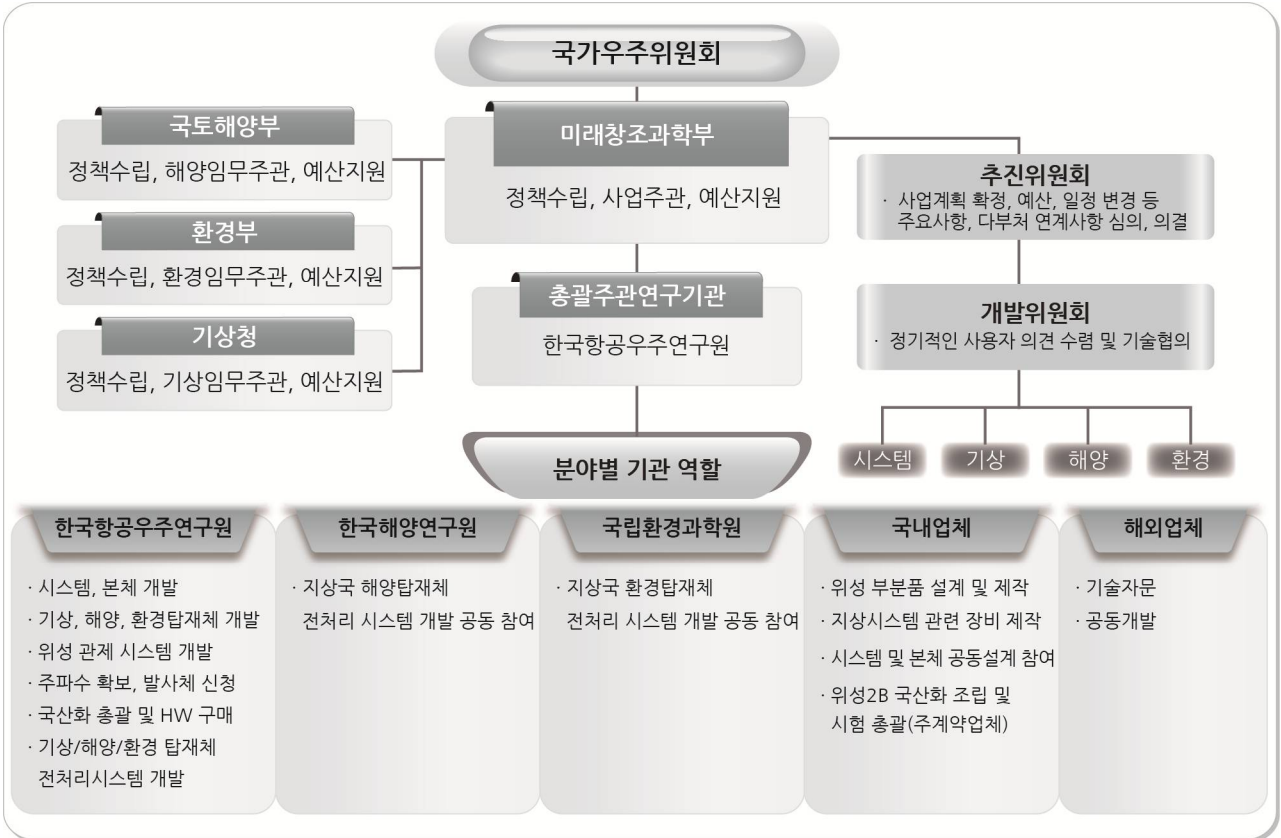 국가우주위원회
국토해양부
정책수립, 해양임무주관, 예산지원
환경부
정책수립, 환경임무주관, 예산지원
기상청
정책수립, 기상임무주관, 예산지원
미래창조과학부
정책수립, 사업주관, 예산지원
총괄주관연구기관
한국항공우주연구원
추진위원회
· 사업계획 확정, 예산, 일정 변경 등
주요사항, 다부처 연계사항 심의, 의결
개발위원회
· 정기적인 사용자 의견 수렴 및 기술협의
시스템
기상
해양
환경
분야별 기관 역할
한국항공우주연구원
· 시스템, 본체 개발
· 기상, 해양, 환경탑재체 개발
· 위성 관제 시스템 개발
· 주파수 확보, 발사체 신청
· 국산화 총괄 및 HW 구매
· 기상/해양/환경 탑재체
전처리시스템 개발
한국해양연구원
· 지상국 해양탑재체
전처리 시스템 개발 공동 참여
국립환경과학원
· 지상국 환경탑재체
전처리 시스템 개발 공동 참여
국내업체
· 위성 부분품 설계 및 제작
· 지상시스템 관련 장비 제작
· 시스템 및 본체 공동설계 참여
· 위성2B 국산화 조립 및
시험 총괄(주계약업체)
해외업체
· 기술자문
· 공동개발